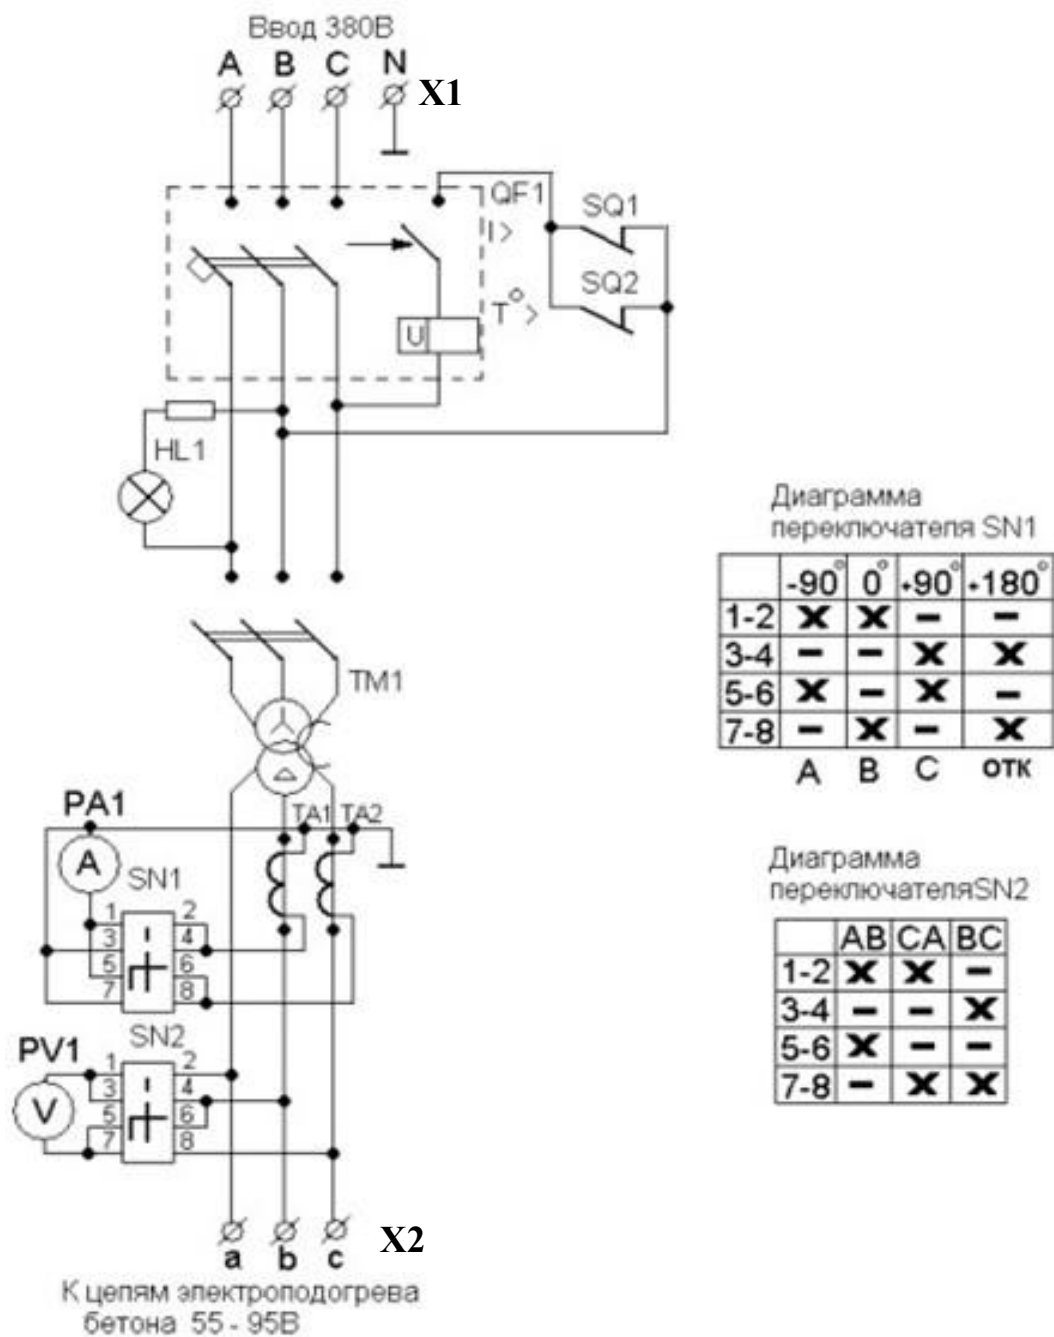 Ввод 380В
A B C N X1
QF1
I>
SQ1
SQ2
T°>
U
HL1
TM1
PA1
A
TA1 TA2
SN1
1 2
3 4
5 6
7 8
SN2
PV1
V
1 2
3 4
5 6
7 8
a b c X2
К цепям электроподогрева
бетона 55 - 95В
Диаграмма
переключателя SN1
-90° 0° +90° +180°
1-2 X X - -
3-4 - - X X
5-6 X - X -
7-8 - X - X
A B C ОТК
Диаграмма
переключателяSN2
AB CA BC
1-2 X X -
3-4 - - X
5-6 X - -
7-8 - X X